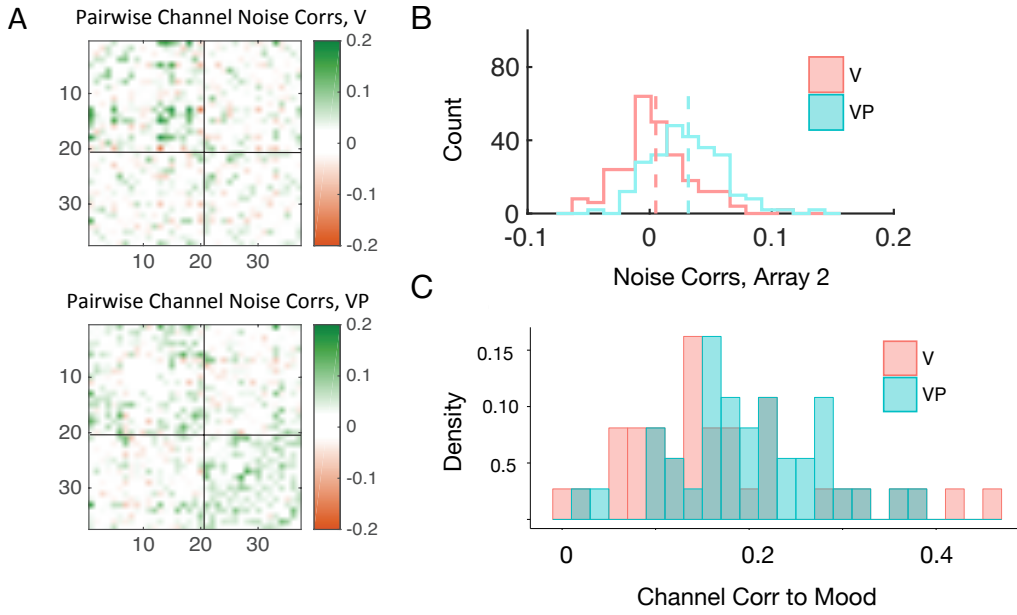 A
Pairwise Channel Noise Corrs, V
0.2
0.1
0
-0.1
-0.2
10
20
30
10
20
30
Pairwise Channel Noise Corrs, VP
0.2
0.1
0
-0.1
-0.2
10
20
30
10
20
30
B
80
40
0
Count
-0.1
0
0.1
0.2
Noise Corrs, Array 2
V
VP
C
0.15
0.10
0.5
Density
0
0.2
0.4
Channel Corr to Mood
V
VP